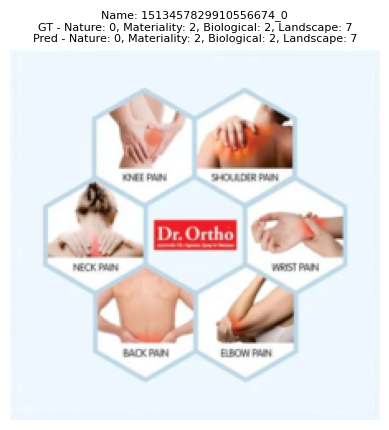 Name: 1513457829910556674_0
GT - Nature: 0, Materiality: 2, Biological: 2, Landscape: 7
Pred - Nature: 0, Materiality: 2, Biological: 2, Landscape: 7
KNEE PAIN
SHOULDER PAIN
NECK PAIN
Dr. Ortho
WRIST PAIN
BACK PAIN
ELBOW PAIN